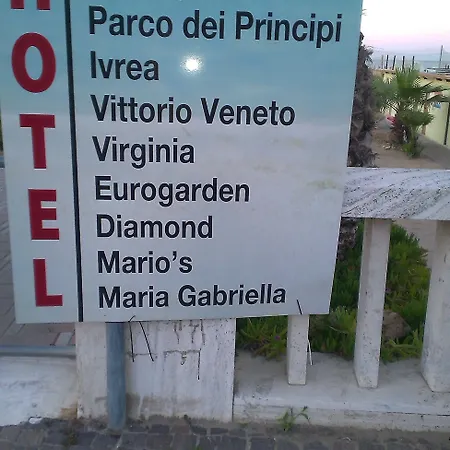 HOTEL
Parco dei Principi
Ivrea
Vittorio Veneto
Virginia
Eurogarden
Diamond
Mario's
Maria Gabriella